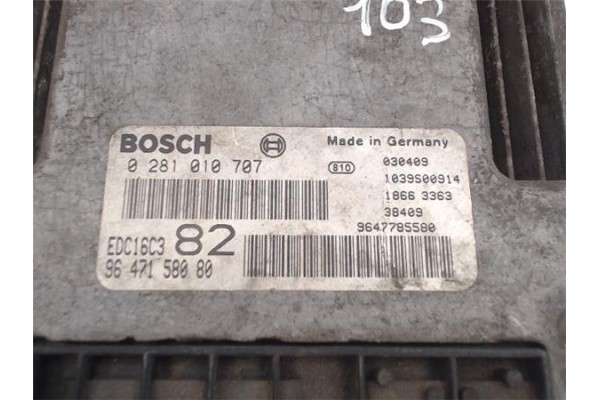 103
BOSCH
Made in Germany
0 281 010 707
810
030409
1039S00914
1866 3363
38409
9647785580
EDC16C3 82
96 471 580 80